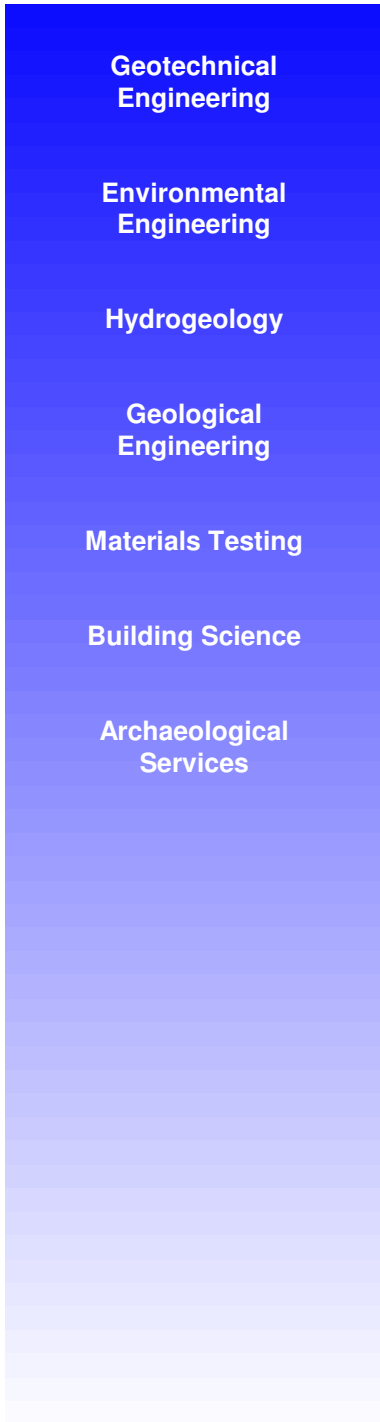 Geotechnical
Engineering
Environmental
Engineering
Hydrogeology
Geological
Engineering
Materials Testing
Building Science
Archaeological
Services